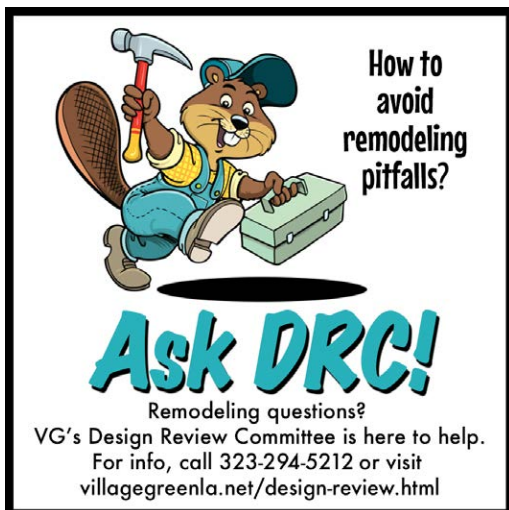 How to
avoid
remodeling
pitfalls?
Ask DRC!
Remodeling questions?
VG's Design Review Committee is here to help.
For info, call 323-294-5212 or visit
villagegreenla.net/design-review.html